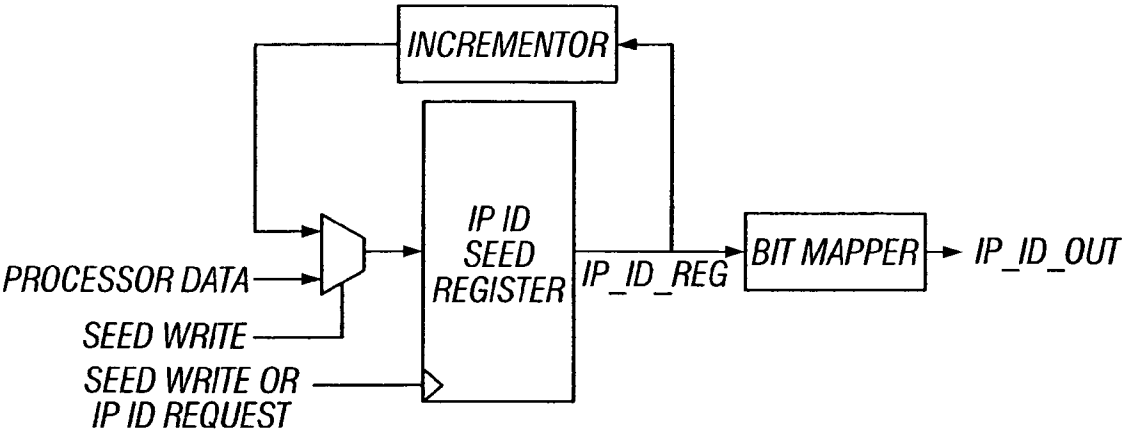 INCREMENTOR
IP ID
SEED
REGISTER
IP_ID_REG
BIT MAPPER
IP_ID_OUT
PROCESSOR DATA
SEED WRITE
SEED WRITE OR
IP ID REQUEST